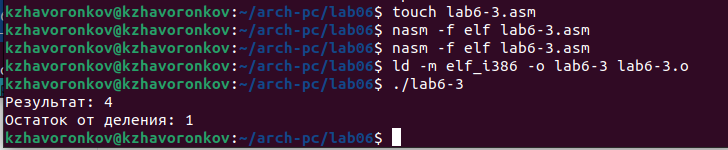 kzhavoronkov@kzhavoronkov:~/arch-pc/lab06$ touch lab6-3.asm
kzhavoronkov@kzhavoronkov:~/arch-pc/lab06$ nasm -f elf lab6-3.asm
kzhavoronkov@kzhavoronkov:~/arch-pc/lab06$ nasm -f elf lab6-3.asm
kzhavoronkov@kzhavoronkov:~/arch-pc/lab06$ ld -m elf_i386 -o lab6-3 lab6-3.o
kzhavoronkov@kzhavoronkov:~/arch-pc/lab06$ ./lab6-3
Результат: 4
Остаток от деления: 1
kzhavoronkov@kzhavoronkov:~/arch-pc/lab06$